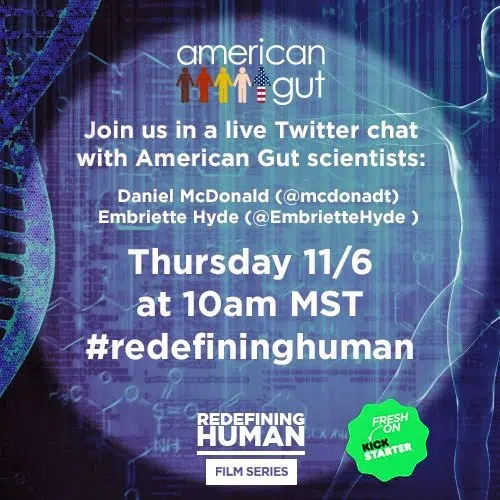 american
gut
Join us in a live Twitter chat
with American Gut scientists:
Daniel McDonald (@mcdonadt)
Embriette Hyde (@EmbrietteHyde )
Thursday 11/6
at 10am MST
#redefininghuman
REDEFINING
HUMAN
FILM SERIES
FRESH
ON
KICK
STARTER